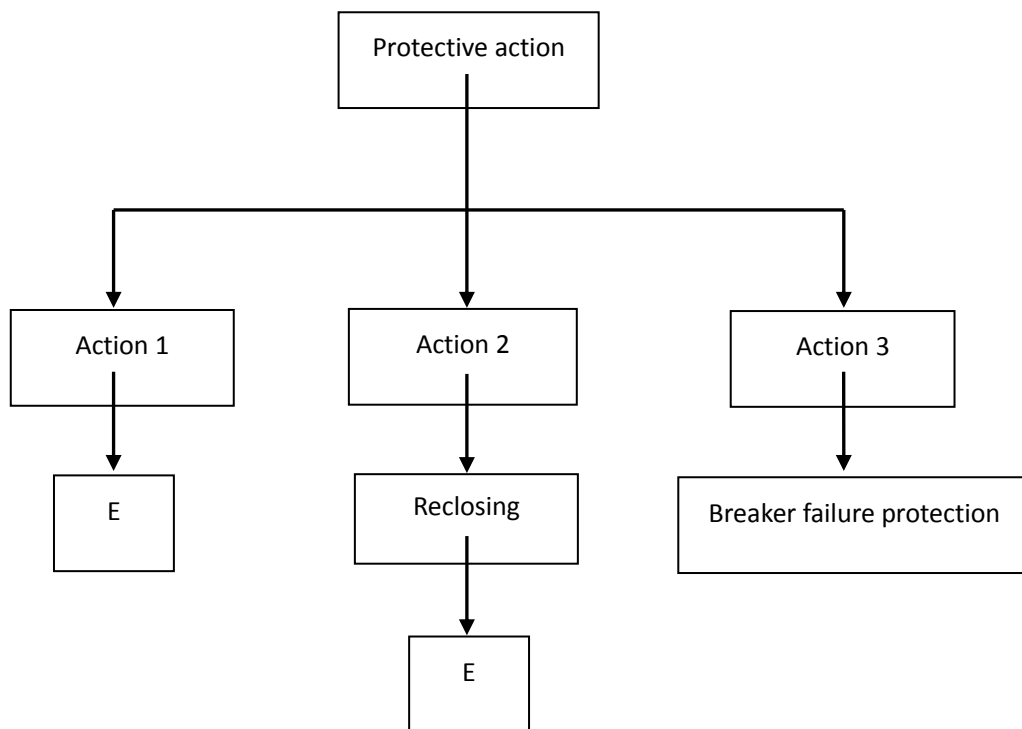 Protective action
Action 1
Action 2
Action 3
E
Reclosing
Breaker failure protection
E